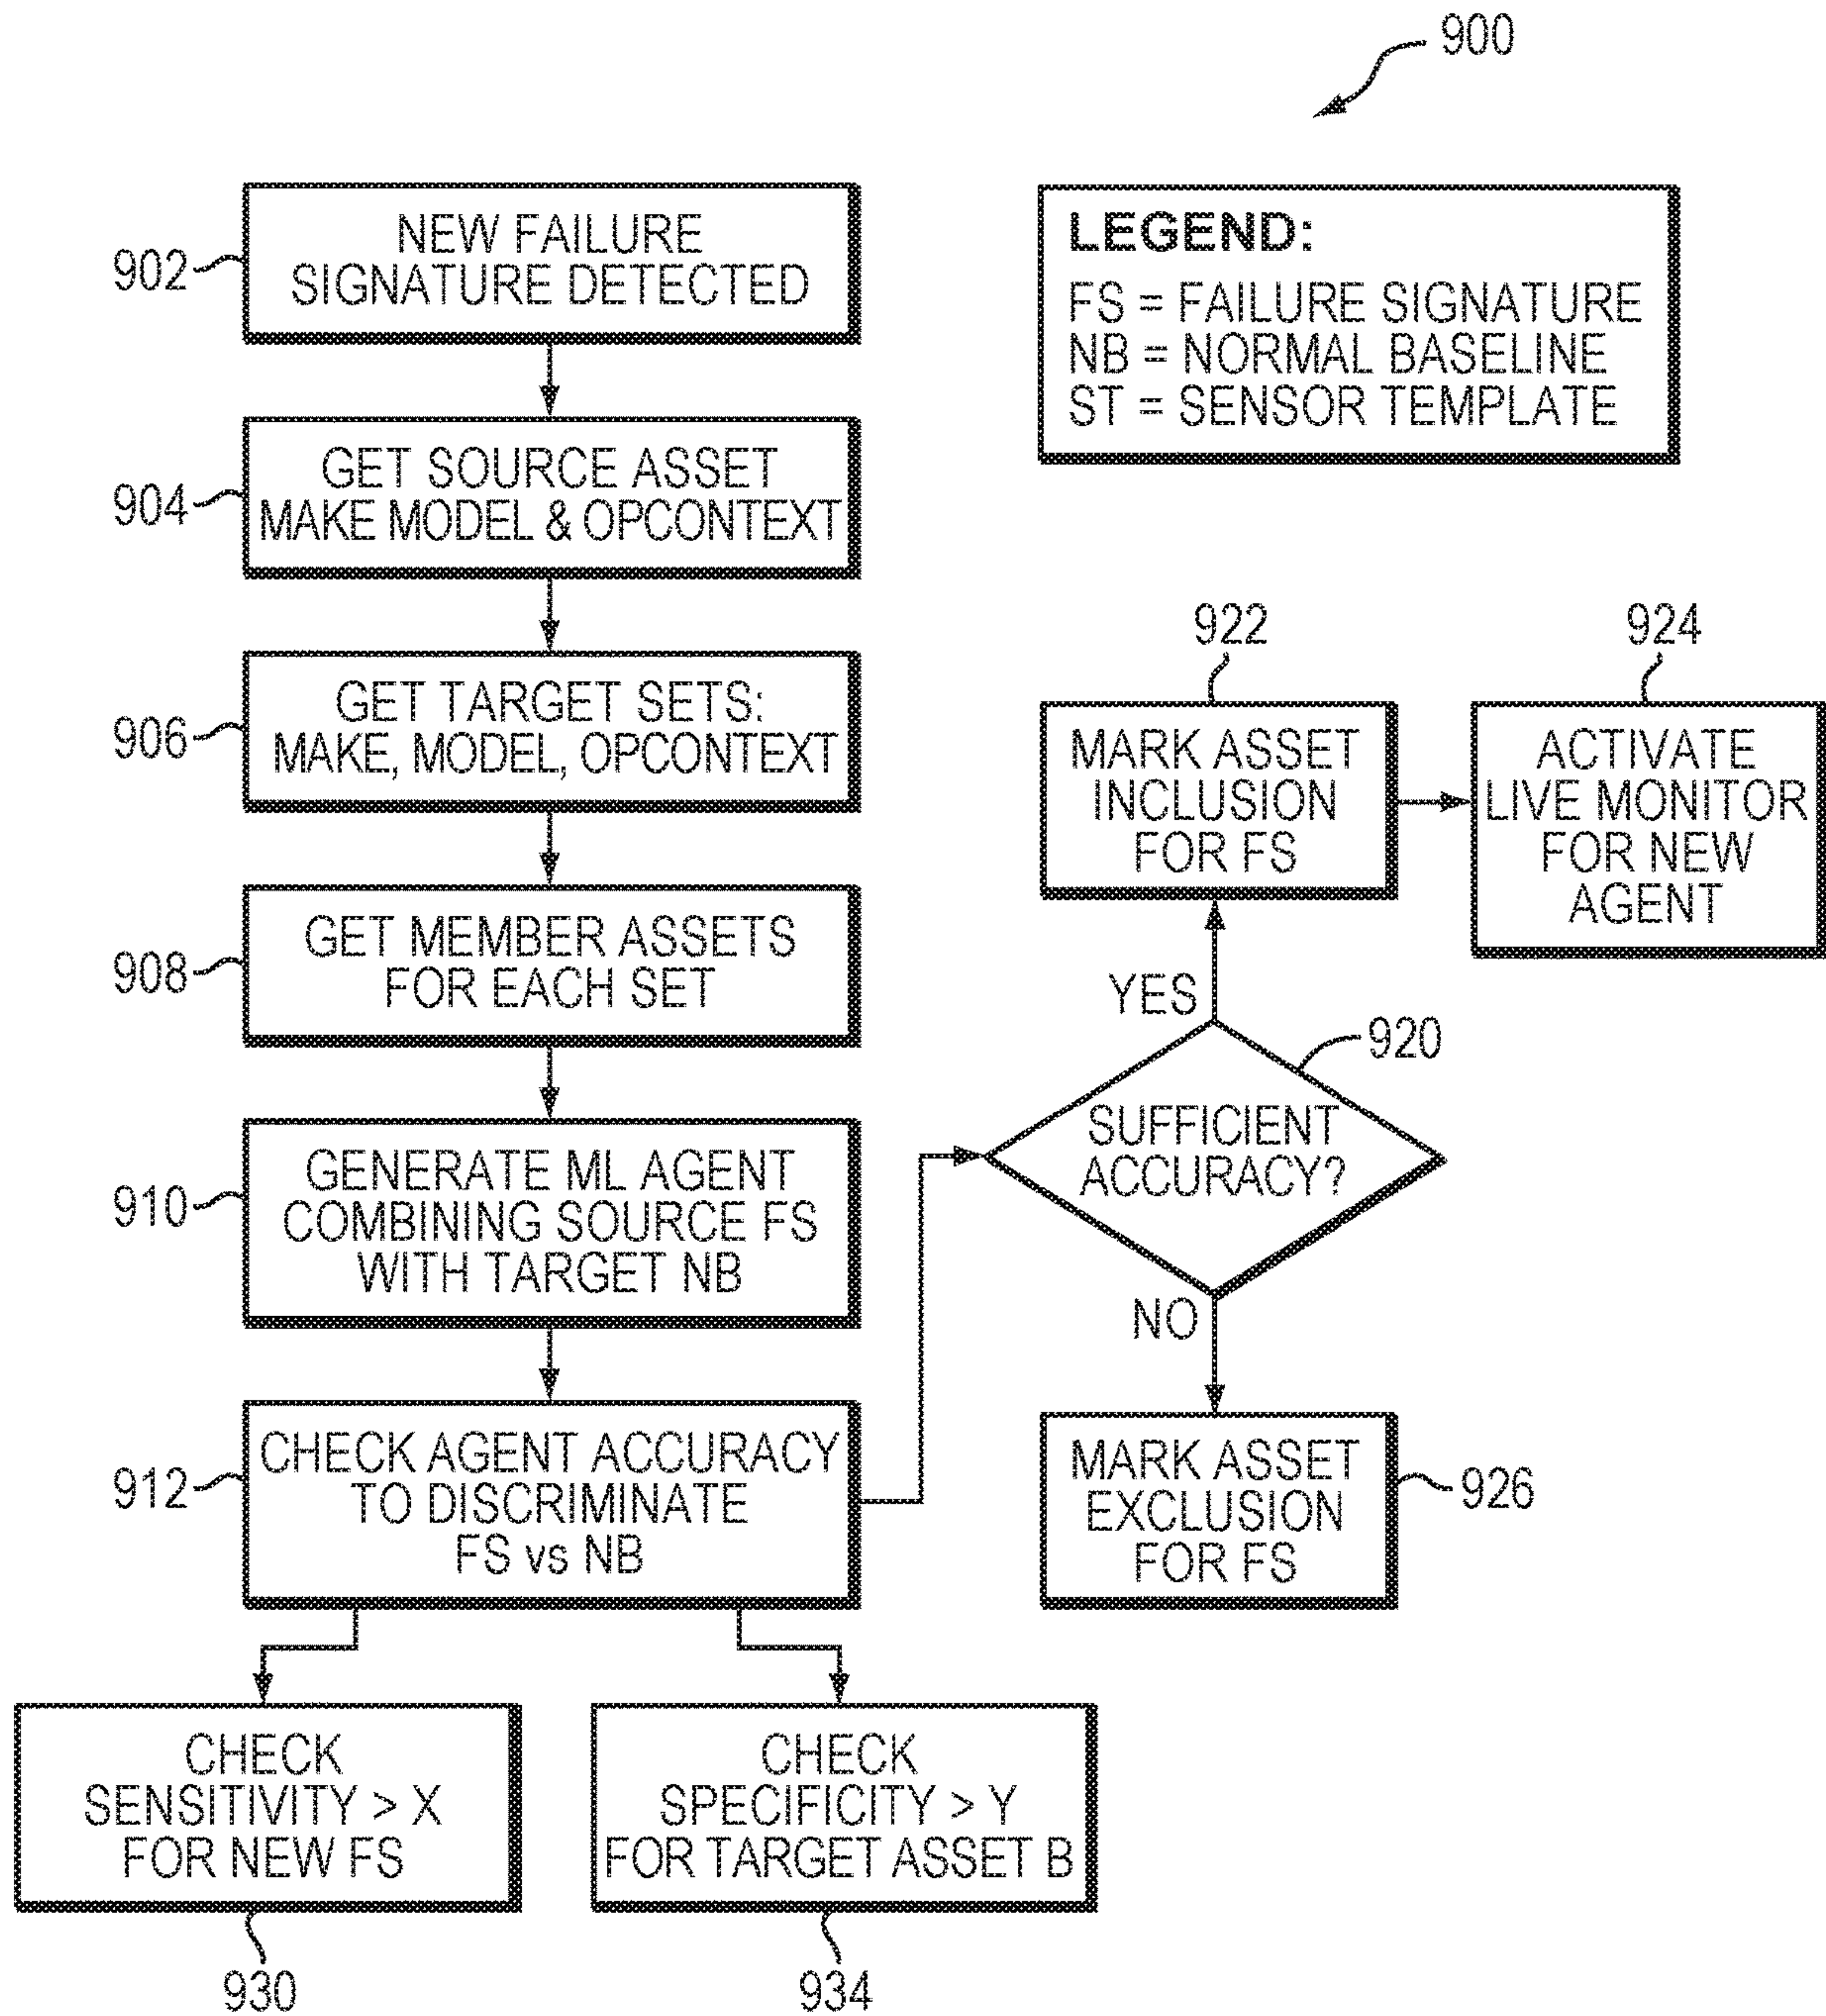 900
902
NEW FAILURE
SIGNATURE DETECTED
LEGEND:
FS = FAILURE SIGNATURE
NB = NORMAL BASELINE
ST = SENSOR TEMPLATE
904
GET SOURCE ASSET
MAKE MODEL & OPCONTEXT
906
GET TARGET SETS:
MAKE, MODEL, OPCONTEXT
908
GET MEMBER ASSETS
FOR EACH SET
910
GENERATE ML AGENT
COMBINING SOURCE FS
WITH TARGET NB
912
CHECK AGENT ACCURACY
TO DISCRIMINATE
FS vs NB
930
CHECK
SENSITIVITY > X
FOR NEW FS
934
CHECK
SPECIFICITY > Y
FOR TARGET ASSET B
920
SUFFICIENT
ACCURACY?
YES
922
MARK ASSET
INCLUSION
FOR FS
924
ACTIVATE
LIVE MONITOR
FOR NEW
AGENT
NO
926
MARK ASSET
EXCLUSION
FOR FS